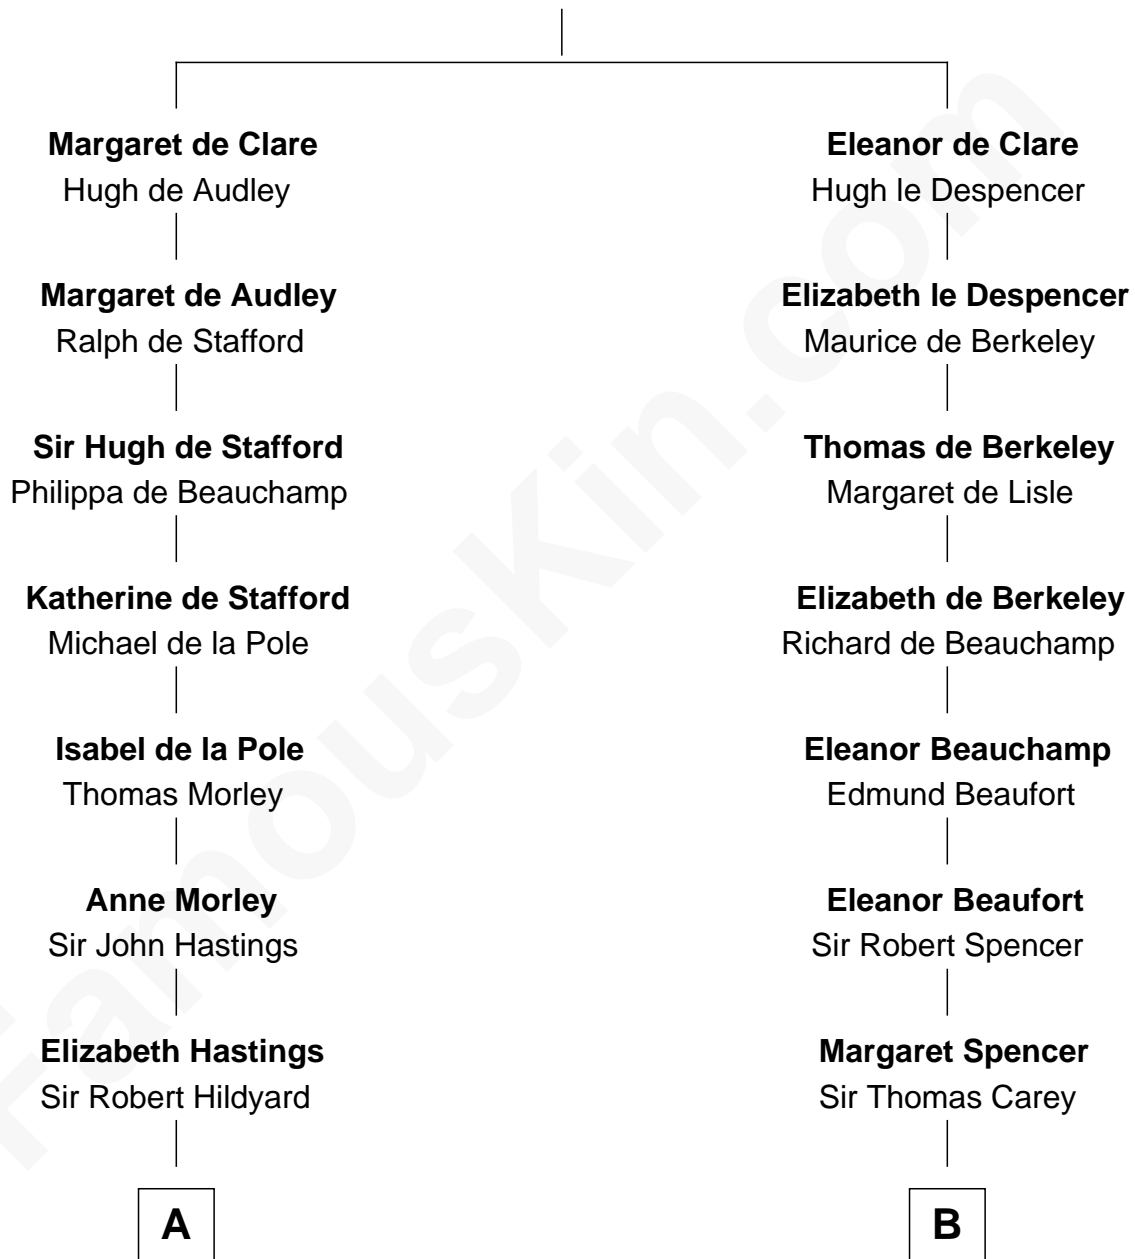 Margaret de Clare
Hugh de Audley
Margaret de Audley
Ralph de Stafford
Sir Hugh de Stafford
Philippa de Beauchamp
Katherine de Stafford
Michael de la Pole
Isabel de la Pole
Thomas Morley
Anne Morley
Sir John Hastings
Elizabeth Hastings
Sir Robert Hildyard
A
Eleanor de Clare
Hugh le Despencer
Elizabeth le Despencer
Maurice de Berkeley
Thomas de Berkeley
Margaret de Lisle
Elizabeth de Berkeley
Richard de Beauchamp
Eleanor Beauchamp
Edmund Beaufort
Eleanor Beaufort
Sir Robert Spencer
Margaret Spencer
Sir Thomas Carey
B
FamousKin.com